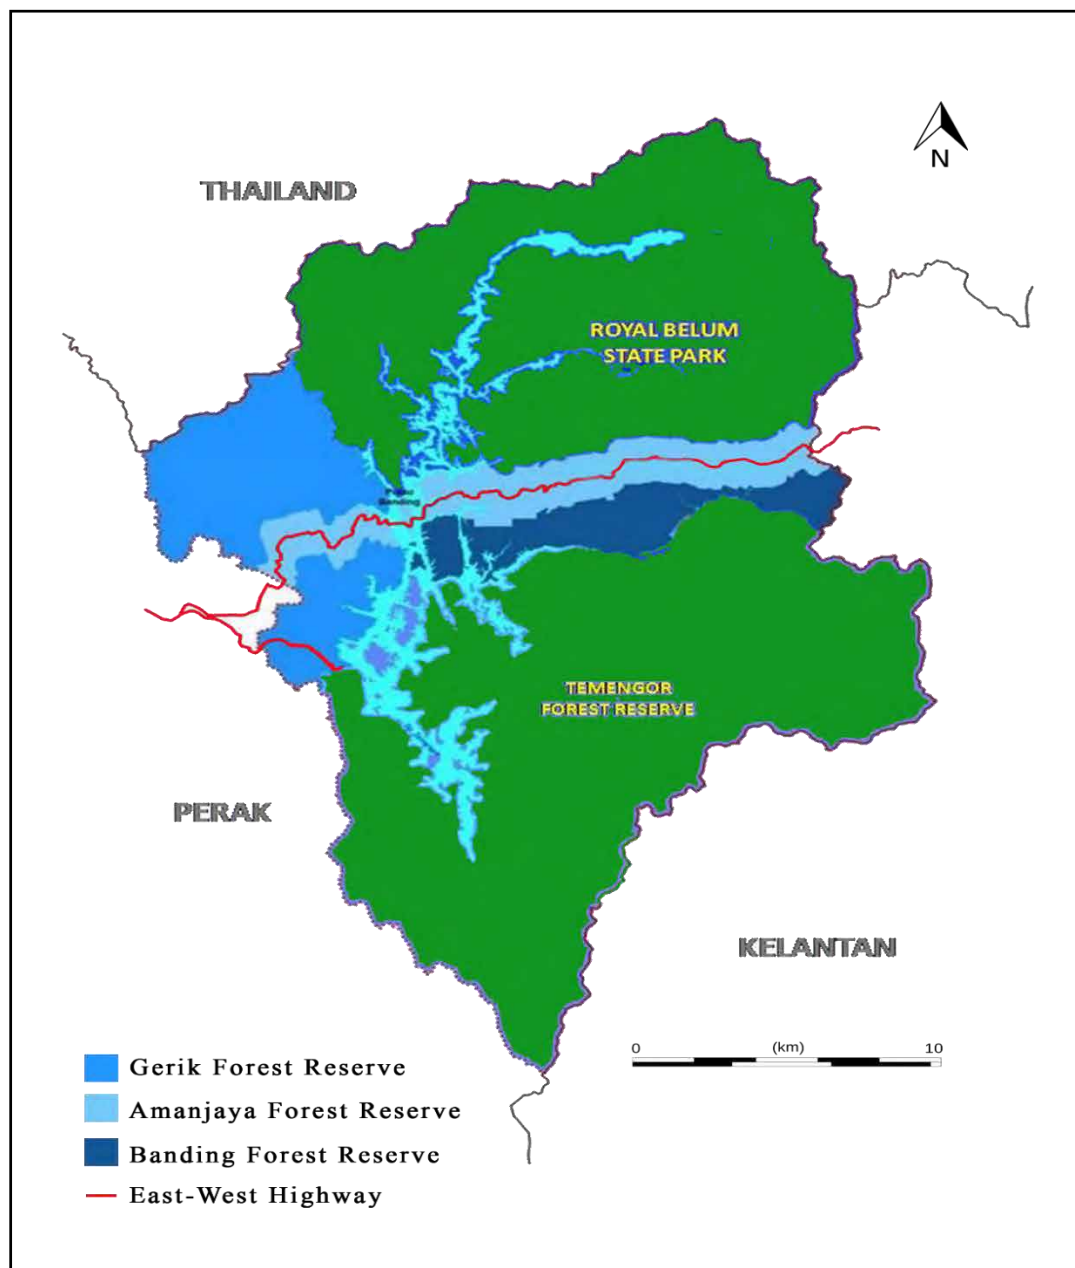 N
THAILAND
ROYAL BELUM
STATE PARK
Banding
TEMENGOR
FOREST RESERVE
PERAK
KELANTAN
0 (km) 10
Gerik Forest Reserve
Amanjaya Forest Reserve
Banding Forest Reserve
East-West Highway